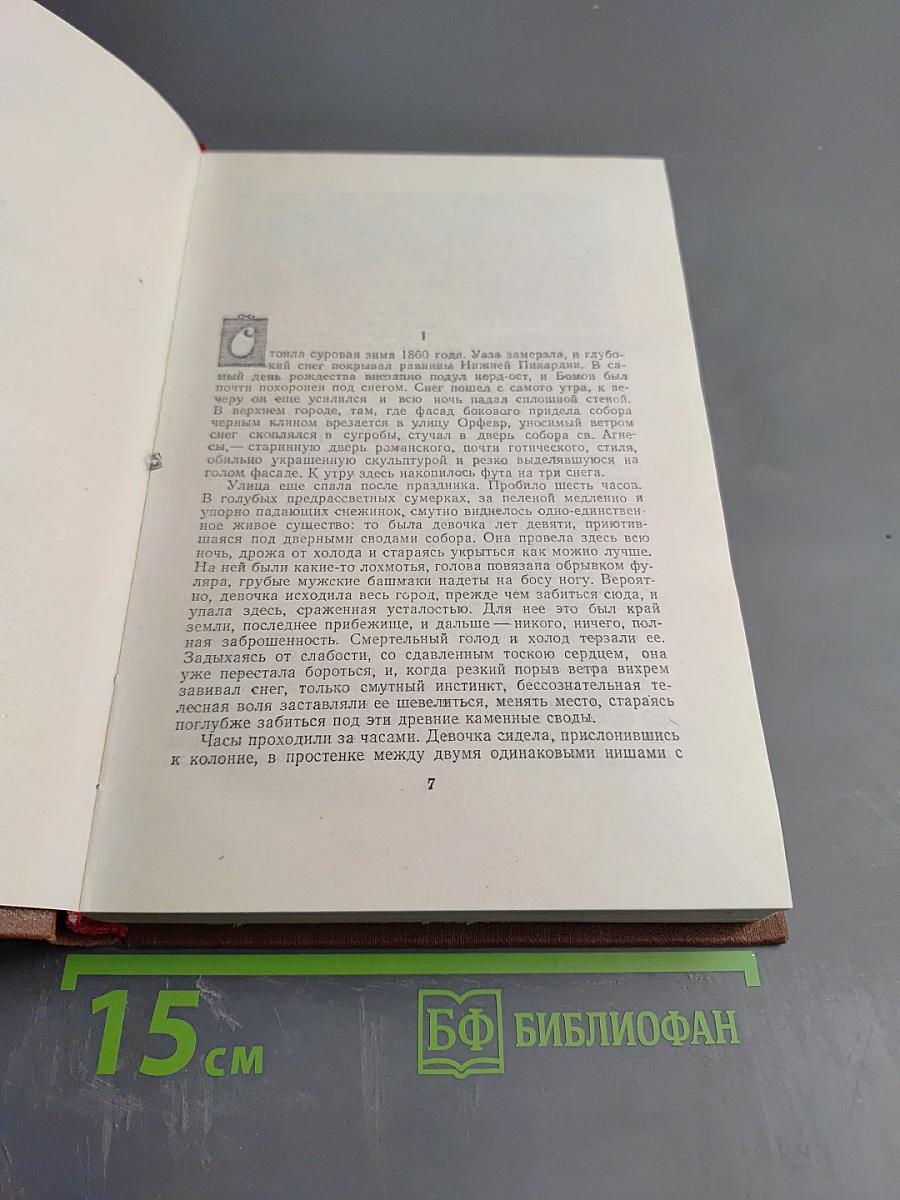 I
Стояла суровая зима 1860 года. Уаза замерзла, и глубо-
кий снег покрывал равнины Нижней Пикардии. В са-
мый день рождества внезапно подул норд-ост, и Бомон был
почти похоронен под снегом. Снег пошел с самого утра, к ве-
черу он еще усилился и всю ночь падал сплошной стеной.
В верхнем городе, там, где фасад бокового придела собора
черным клином врезается в улицу Орфевр, уносимый ветром
снег скоплялся в сугробы, стучал в дверь собора св. Агне-
сы,— старинную дверь романского, почти готического, стиля,
обильно украшенную скульптурой и резко выделявшуюся на
голом фасаде. К утру здесь накопилось фута на три снега.
Улица еще спала после праздника. Пробило шесть часов.
В голубых предрассветных сумерках, за пеленой медленно и
упорно падающих снежинок, смутно виднелось одно-единствен-
ное живое существо: то была девочка лет девяти, приютив-
шаяся под дверными сводами собора. Она провела здесь всю
ночь, дрожа от холода и стараясь укрыться как можно лучше.
На ней были какие-то лохмотья, голова повязана обрывком фу-
ляра, грубые мужские башмаки надеты на босу ногу. Вероят-
но, девочка исходила весь город, прежде чем забиться сюда, и
упала здесь, сраженная усталостью. Для нее это был край
земли, последнее прибежище, и дальше — никого, ничего, пол-
ная заброшенность. Смертельный голод и холод терзали ее.
Задыхаясь от слабости, со сдавленным тоскою сердцем, она
уже перестала бороться, и, когда резкий порыв ветра вихрем
завивал снег, только смутный инстинкт, бессознательная те-
лесная воля заставляли ее шевелиться, менять место, стараясь
поглубже забиться под эти древние каменные своды.
Часы проходили за часами. Девочка сидела, прислонившись
к колонне, в простенке между двумя одинаковыми нишами с
7
15 см
БФ БИБЛИОФАН